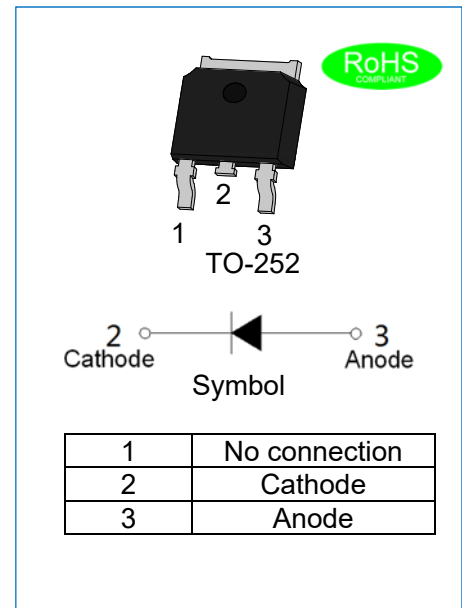 RoHS
COMPLIANT
2
1 3
TO-252
2 3
Cathode Anode
Symbol
1 No connection
2 Cathode
3 Anode